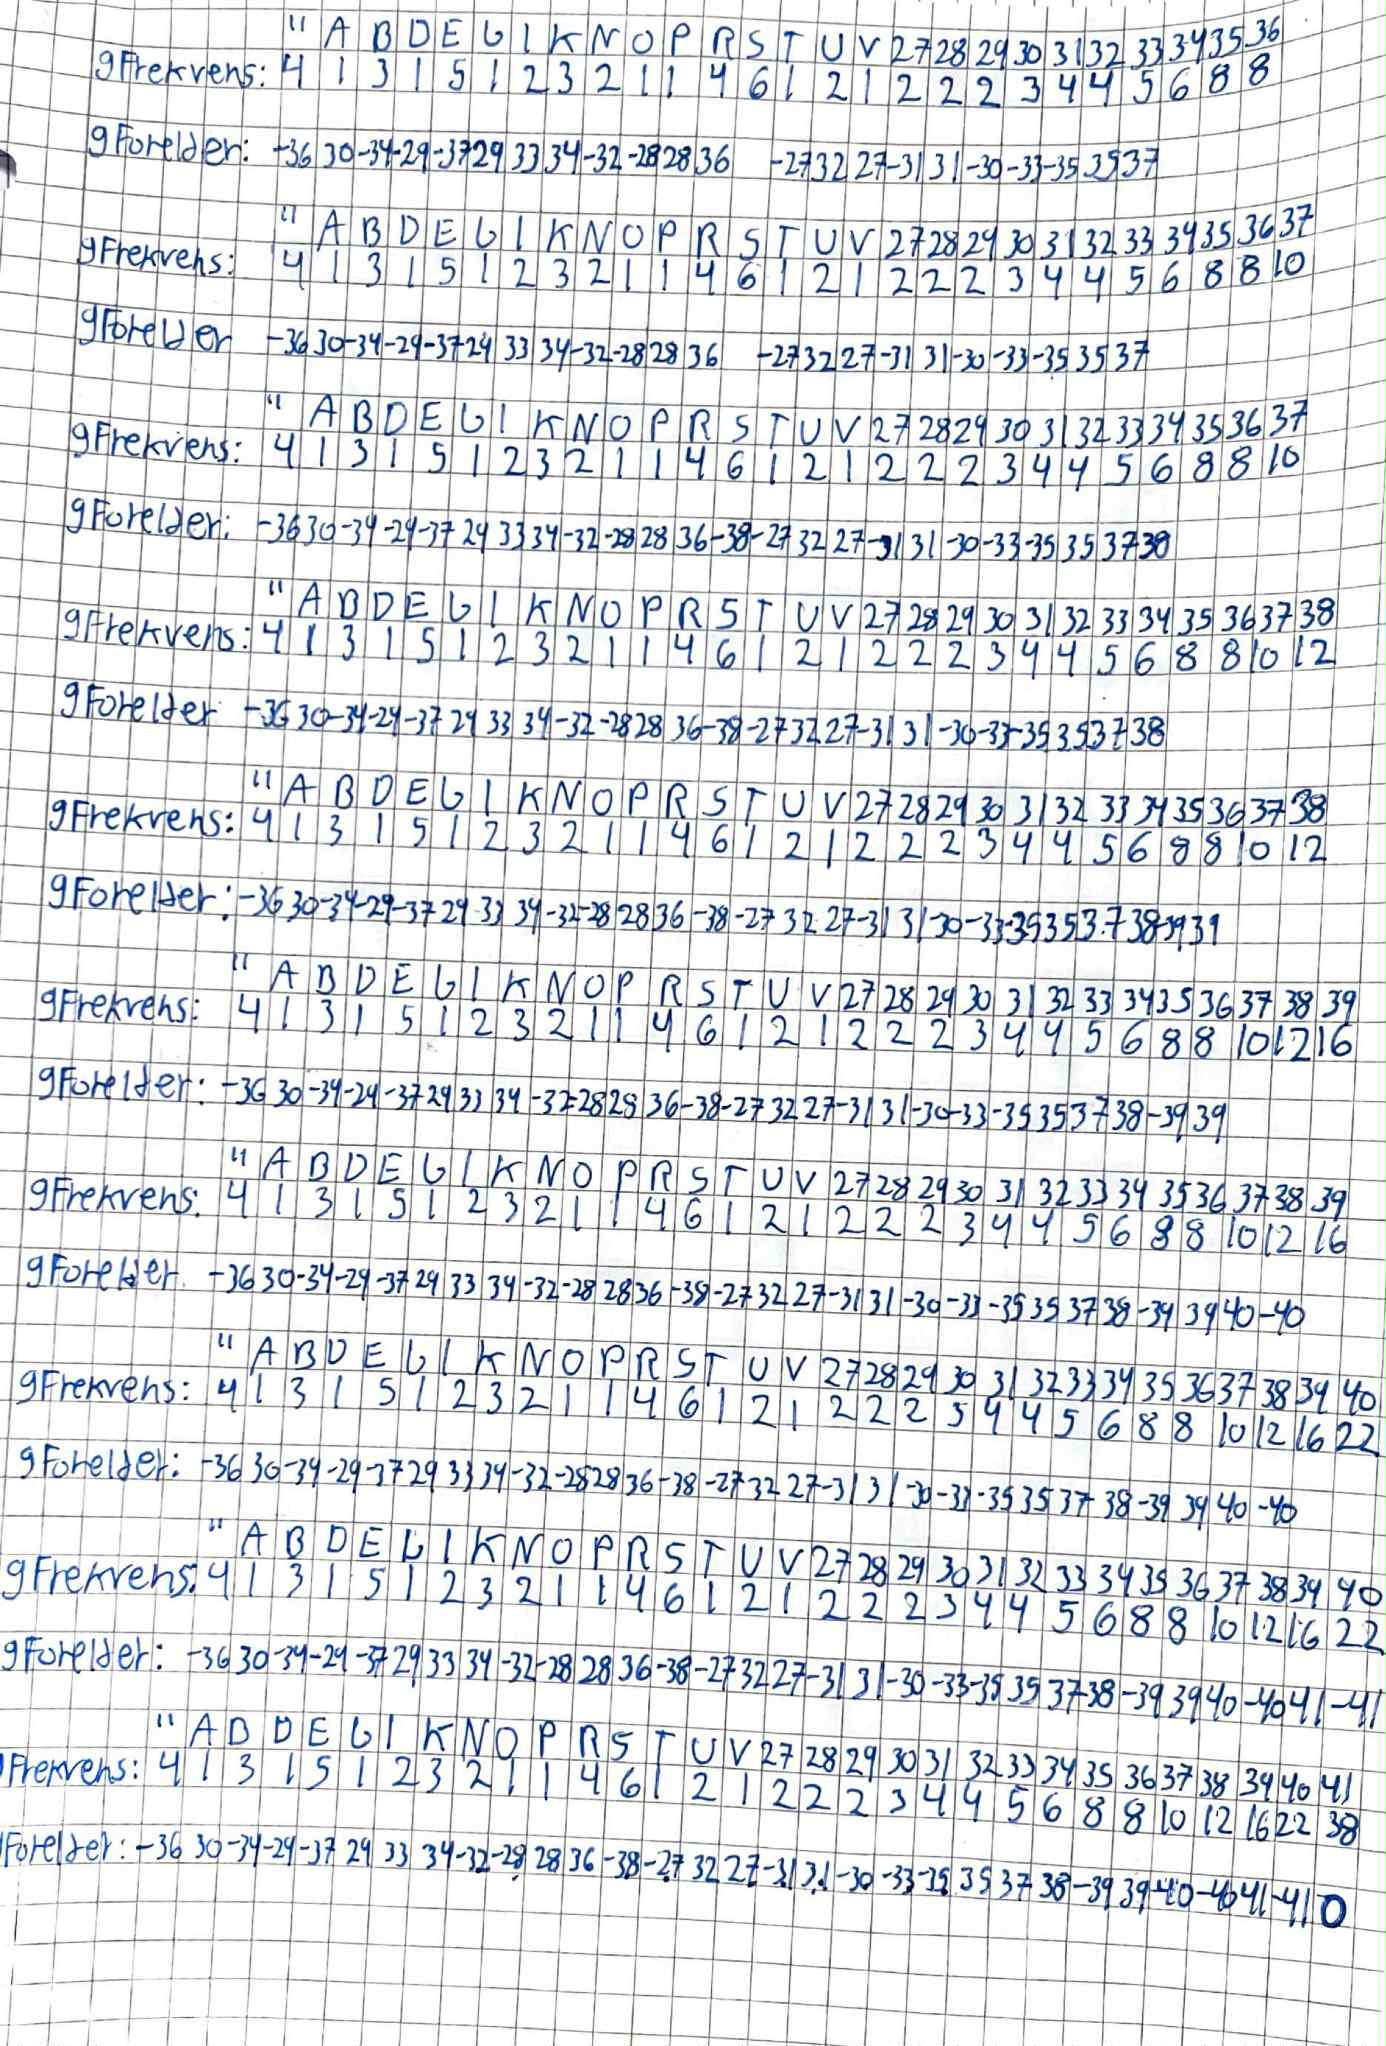 " A B D E G I K N O P R S T U V 27 28 29 30 31 32 33 34 35 36
gFrekvens: 4 1 3 1 5 1 2 3 2 1 1 4 6 1 2 1 2 2 2 3 4 4 5 6 8 8
gForelder: -36 30 -34 -29 -37 29 33 34 -32 -28 28 36 -27 32 27 -31 31 -30 -33 -35 35 37
" A B D E G I K N O P R S T U V 27 28 29 30 31 32 33 34 35 36 37
gFrekvens: 4 1 3 1 5 1 2 3 2 1 1 4 6 1 2 1 2 2 2 3 4 4 5 6 8 8 10
gForelder -36 30 -34 -29 -37 29 33 34 -32 -28 28 36 -27 32 27 -31 31 -30 -33 -35 35 37
" A B D E G I K N O P R S T U V 27 28 29 30 31 32 33 34 35 36 37
gFrekvens: 4 1 3 1 5 1 2 3 2 1 1 4 6 1 2 1 2 2 2 3 4 4 5 6 8 8 10
gForelder: -36 30 -34 -29 -37 29 33 34 -32 -28 28 36 -38 -27 32 27 -31 31 -30 -33 -35 35 37 38
" A B D E G I K N O P R S T U V 27 28 29 30 31 32 33 34 35 36 37 38
gFrekvens: 4 1 3 1 5 1 2 3 2 1 1 4 6 1 2 1 2 2 2 3 4 4 5 6 8 8 10 12
gForelder -36 30 -34 -29 -37 29 33 34 -32 -28 28 36 -38 -27 32 27 -31 31 -30 -33 -35 35 37 38
" A B D E G I K N O P R S T U V 27 28 29 30 31 32 33 34 35 36 37 38
gFrekvens: 4 1 3 1 5 1 2 3 2 1 1 4 6 1 2 1 2 2 2 3 4 4 5 6 8 8 10 12
gForelder: -36 30 -34 -29 -37 29 33 34 -32 -28 28 36 -38 -27 32 27 -31 31 -30 -33 -35 35 37 38 -39 39
" A B D E G I K N O P R S T U V 27 28 29 30 31 32 33 34 35 36 37 38 39
gFrekvens: 4 1 3 1 5 1 2 3 2 1 1 4 6 1 2 1 2 2 2 3 4 4 5 6 8 8 10 12 16
gForelder: -36 30 -34 -29 -37 29 33 34 -32 -28 28 36 -38 -27 32 27 -31 31 -30 -33 -35 35 37 38 -39 39
" A B D E G I K N O P R S T U V 27 28 29 30 31 32 33 34 35 36 37 38 39
gFrekvens: 4 1 3 1 5 1 2 3 2 1 1 4 6 1 2 1 2 2 2 3 4 4 5 6 8 8 10 12 16
gForelder -36 30 -34 -29 -37 29 33 34 -32 -28 28 36 -38 -27 32 27 -31 31 -30 -33 -35 35 37 38 -39 39 40 -40
" A B D E G I K N O P R S T U V 27 28 29 30 31 32 33 34 35 36 37 38 39 40
gFrekvens: 4 1 3 1 5 1 2 3 2 1 1 4 6 1 2 1 2 2 2 3 4 4 5 6 8 8 10 12 16 22
gForelder: -36 30 -34 -29 -37 29 33 34 -32 -28 28 36 -38 -27 32 27 -31 31 -30 -33 -35 35 37 38 -39 39 40 -40
" A B D E G I K N O P R S T U V 27 28 29 30 31 32 33 34 35 36 37 38 39 40
gFrekvens: 4 1 3 1 5 1 2 3 2 1 1 4 6 1 2 1 2 2 2 3 4 4 5 6 8 8 10 12 16 22
gForelder: -36 30 -34 -29 -37 29 33 34 -32 -28 28 36 -38 -27 32 27 -31 31 -30 -33 -35 35 37 38 -39 39 40 -40 41 -41
" A B D E G I K N O P R S T U V 27 28 29 30 31 32 33 34 35 36 37 38 39 40 41
gFrekvens: 4 1 3 1 5 1 2 3 2 1 1 4 6 1 2 1 2 2 2 3 4 4 5 6 8 8 10 12 16 22 38
gForelder: -36 30 -34 -29 -37 29 33 34 -32 -28 28 36 -38 -27 32 27 -31 31 -30 -33 -35 35 37 38 -39 39 40 -40 41 -41 0